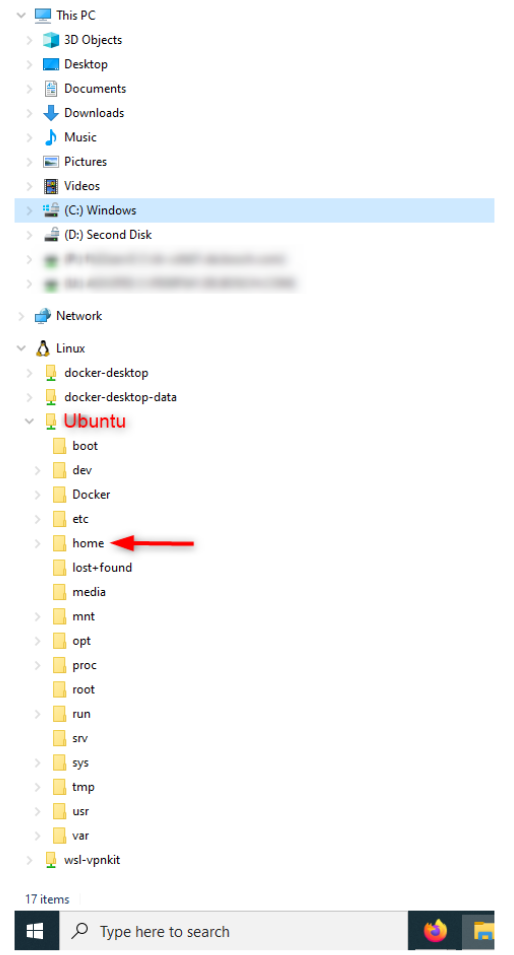 This PC
3D Objects
Desktop
Documents
Downloads
Music
Pictures
Videos
(C:) Windows
(D:) Second Disk
Network
Linux
docker-desktop
docker-desktop-data
Ubuntu
boot
dev
Docker
etc
home
lost+found
media
mnt
opt
proc
root
run
srv
sys
tmp
usr
var
wsl-vpnkit
17 items
Type here to search